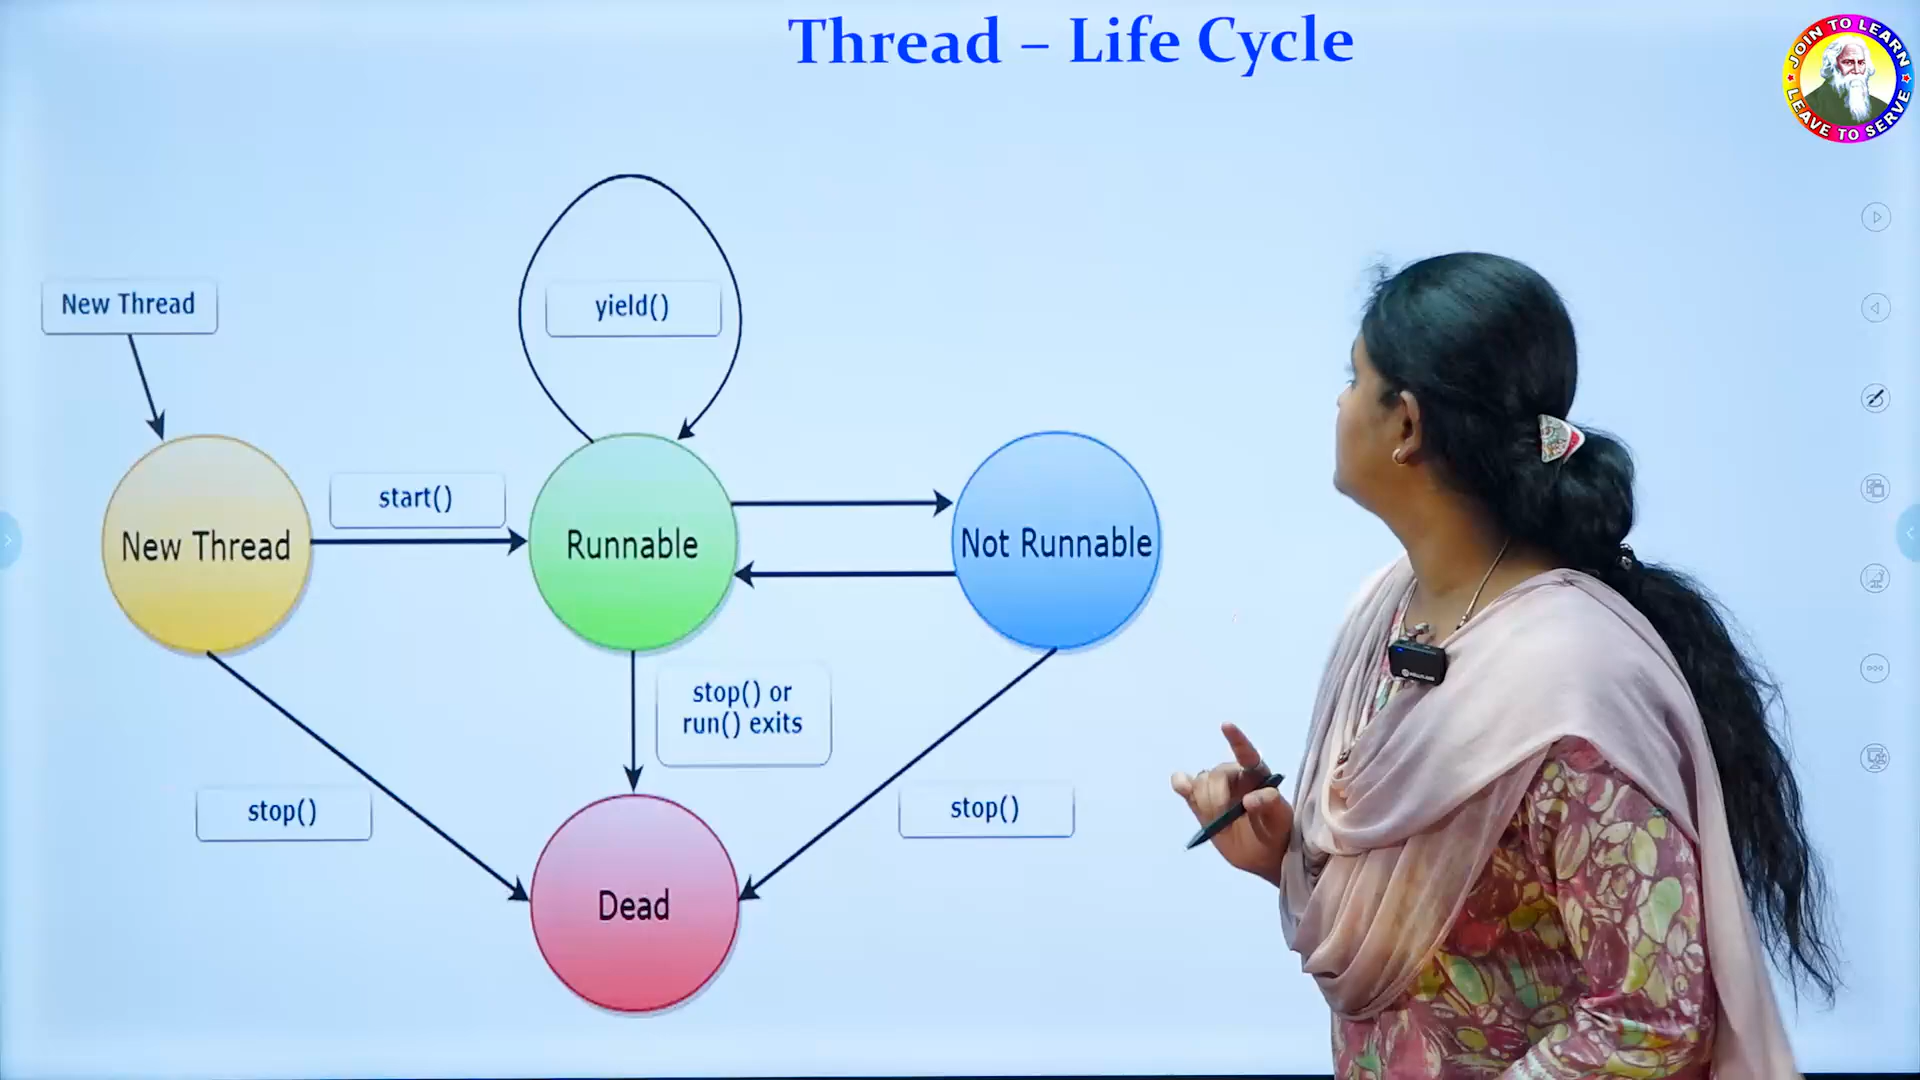 Thread – Life Cycle
JOIN TO LEARN
LEAVE TO SERVE
New Thread
yield()
start()
New Thread
Runnable
Not Runnable
stop() or
run() exits
stop()
stop()
Dead